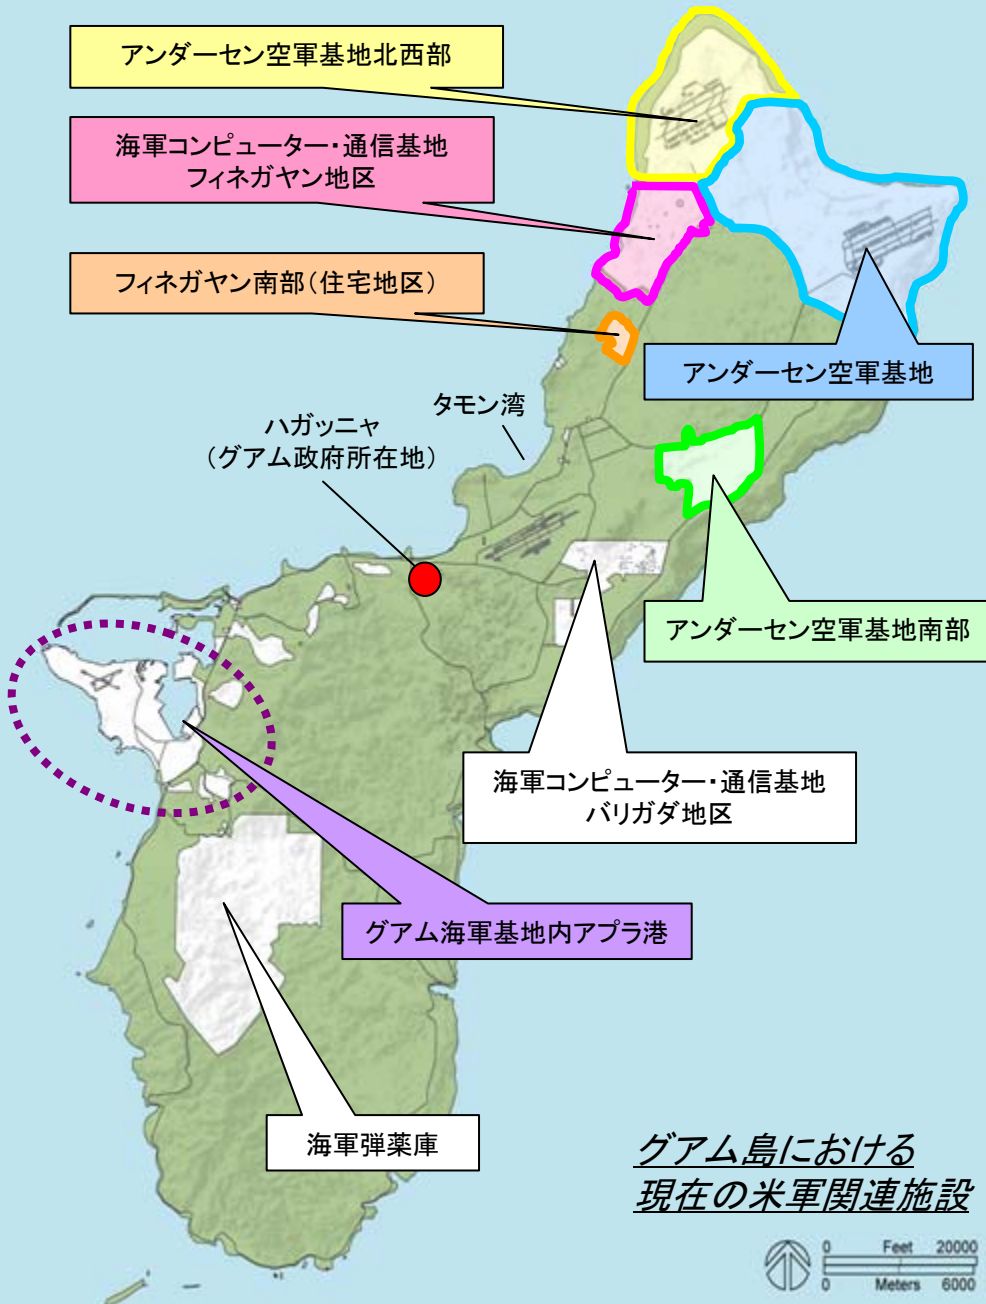 アンダーセン空軍基地北西部
海軍コンピューター・通信基地
フィネガヤン地区
フィネガヤン南部(住宅地区)
アンダーセン空軍基地
タモン湾
ハガッニャ
(グアム政府所在地)
アンダーセン空軍基地南部
海軍コンピューター・通信基地
バリガダ地区
グアム海軍基地内アプラ港
海軍弾薬庫
グアム島における
現在の米軍関連施設
0 Feet 20000
0 Meters 6000